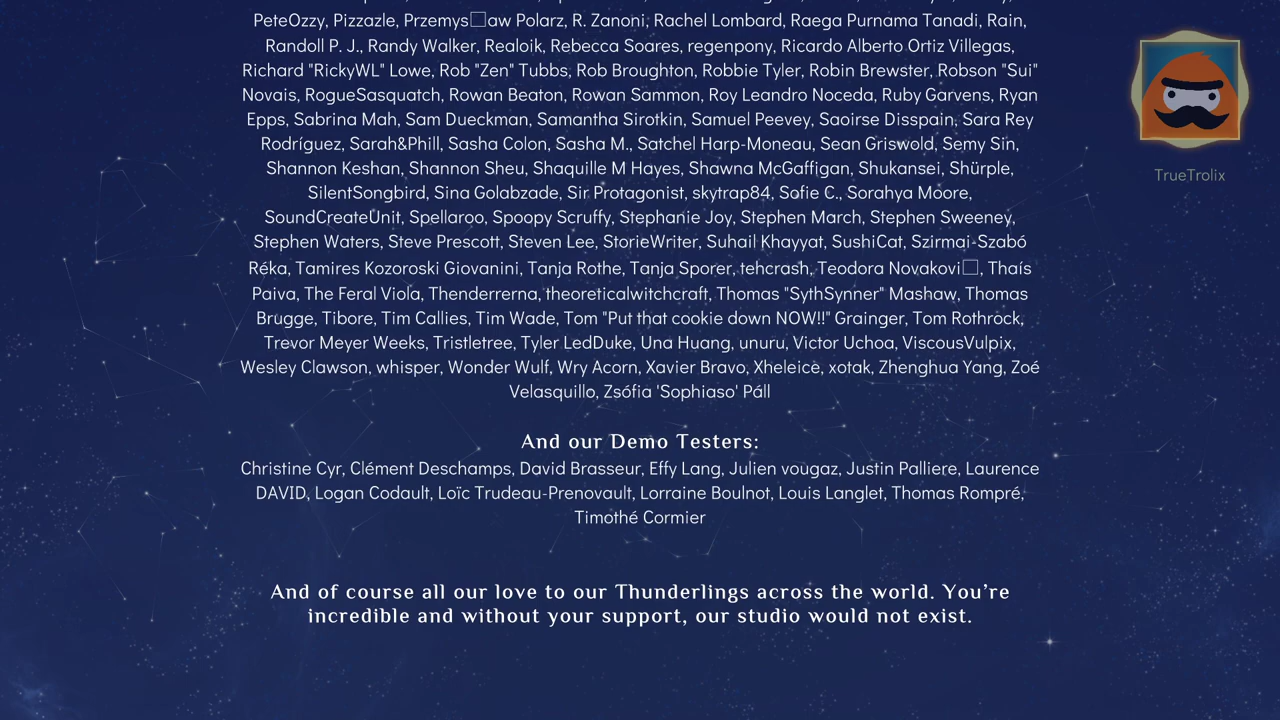 PeteOzzy, Pizzazle, Przemys□aw Polarz, R. Zanoni, Rachel Lombard, Raega Purnama Tanadi, Rain,
Randoll P. J., Randy Walker, Realoik, Rebecca Soares, regenpony, Ricardo Alberto Ortiz Villegas,
Richard "RickyWL" Lowe, Rob "Zen" Tubbs, Rob Broughton, Robbie Tyler, Robin Brewster, Robson "Sui"
Novais, RogueSasquatch, Rowan Beaton, Rowan Sammon, Roy Leandro Noceda, Ruby Garvens, Ryan
Epps, Sabrina Mah, Sam Dueckman, Samantha Sirotkin, Samuel Peevey, Saoirse Disspain, Sara Rey
Rodríguez, Sarah&Phill, Sasha Colon, Sasha M., Satchel Harp-Moneau, Sean Griswold, Semy Sin,
Shannon Keshan, Shannon Sheu, Shaquille M Hayes, Shawna McGaffigan, Shukansei, Shürple,
SilentSongbird, Sina Golabzade, Sir Protagonist, skytrap84, Sofie C., Sorahya Moore,
SoundCreateUnit, Spellaroo, Spoopy Scruffy, Stephanie Joy, Stephen March, Stephen Sweeney,
Stephen Waters, Steve Prescott, Steven Lee, StorieWriter, Suhail Khayyat, SushiCat, Szirmai-Szabó
Réka, Tamires Kozoroski Giovanini, Tanja Rothe, Tanja Sporer, tehcrash, Teodora Novakovi□, Thaís
Paiva, The Feral Viola, Thenderrerna, theoreticalwitchcraft, Thomas "SythSynner" Mashaw, Thomas
Brugge, Tibore, Tim Callies, Tim Wade, Tom "Put that cookie down NOW!!" Grainger, Tom Rothrock,
Trevor Meyer Weeks, Tristletree, Tyler LedDuke, Una Huang, unuru, Victor Uchoa, ViscousVulpix,
Wesley Clawson, whisper, Wonder Wulf, Wry Acorn, Xavier Bravo, Xheleice, xotak, Zhenghua Yang, Zoé
Velasquillo, Zsófia 'Sophiaso' Páll
And our Demo Testers:
Christine Cyr, Clément Deschamps, David Brasseur, Effy Lang, Julien vougaz, Justin Palliere, Laurence
DAVID, Logan Codault, Loïc Trudeau-Prenovault, Lorraine Boulnot, Louis Langlet, Thomas Rompré,
Timothé Cormier
And of course all our love to our Thunderlings across the world. You’re
incredible and without your support, our studio would not exist.
TrueTrolix